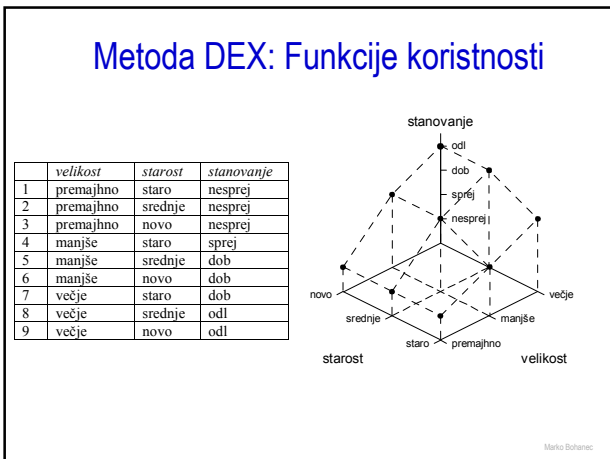 Metoda DEX: Funkcije koristnosti
velikost starost stanovanje
1 premajhno staro nesprej
2 premajhno srednje nesprej
3 premajhno novo nesprej
4 manjše staro sprej
5 manjše srednje dob
6 manjše novo dob
7 večje staro dob
8 večje srednje odl
9 večje novo odl
stanovanje
odl
dob
sprej
nesprej
novo
večje
srednje
manjše
staro
premajhno
starost
velikost
Marko Bohanec